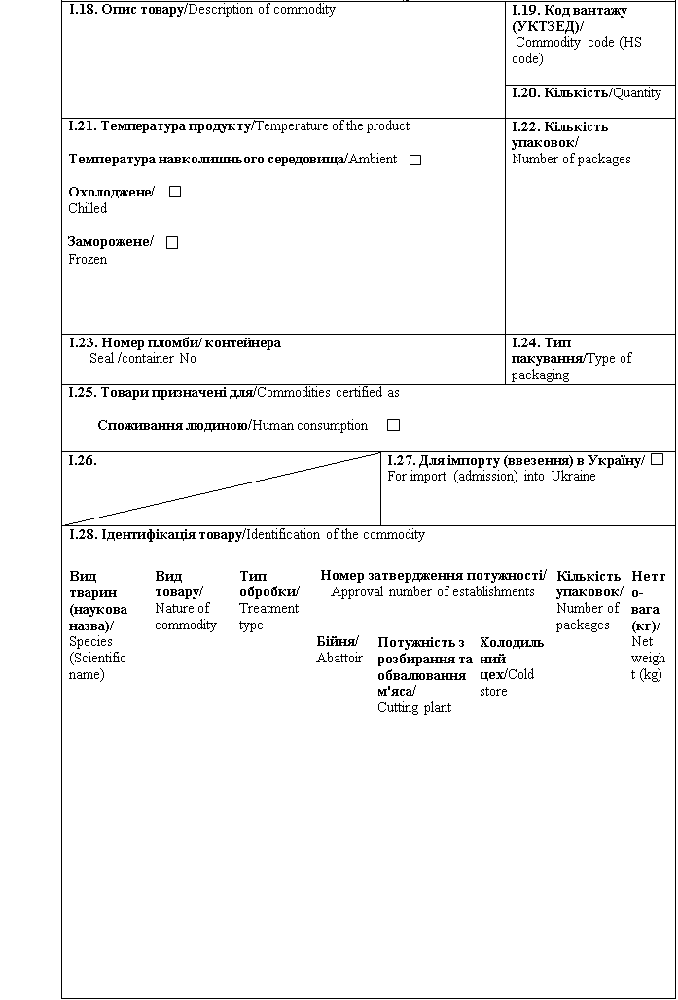 I.18. Опис товару/Description of commodity
I.19. Код вантажу
(УКТЗЕД)/
Commodity code (HS
code)
I.20. Кількість/Quantity
I.21. Температура продукту/Temperature of the product
Температура навколишнього середовища/Ambient ☐
Охолоджене/ ☐
Chilled
Заморожене/ ☐
Frozen
I.22. Кількість
упаковок/
Number of packages
I.23. Номер пломби/ контейнера
Seal /container No
I.24. Тип
пакування/Type of
packaging
I.25. Товари призначені для/Commodities certified as
Споживання людиною/Human consumption ☐
I.26.
I.27. Для імпорту (ввезення) в Україну/ ☐
For import (admission) into Ukraine
I.28. Ідентифікація товару/Identification of the commodity
Вид
тварин
(наукова
назва)/
Species
(Scientific
name)
Вид
товару/
Nature of
commodity
Тип
обробки/
Treatment
type
Номер затвердження потужності/
Approval number of establishments
Бійня/
Abattoir
Потужність з
розбирання та
обвалювання
м'яса/
Cutting plant
Холодиль
ний
цех/Cold
store
Кількість
упаковок/
Number of
packages
Нетт
о-
вага
(кг)/
Net
weigh
t (kg)